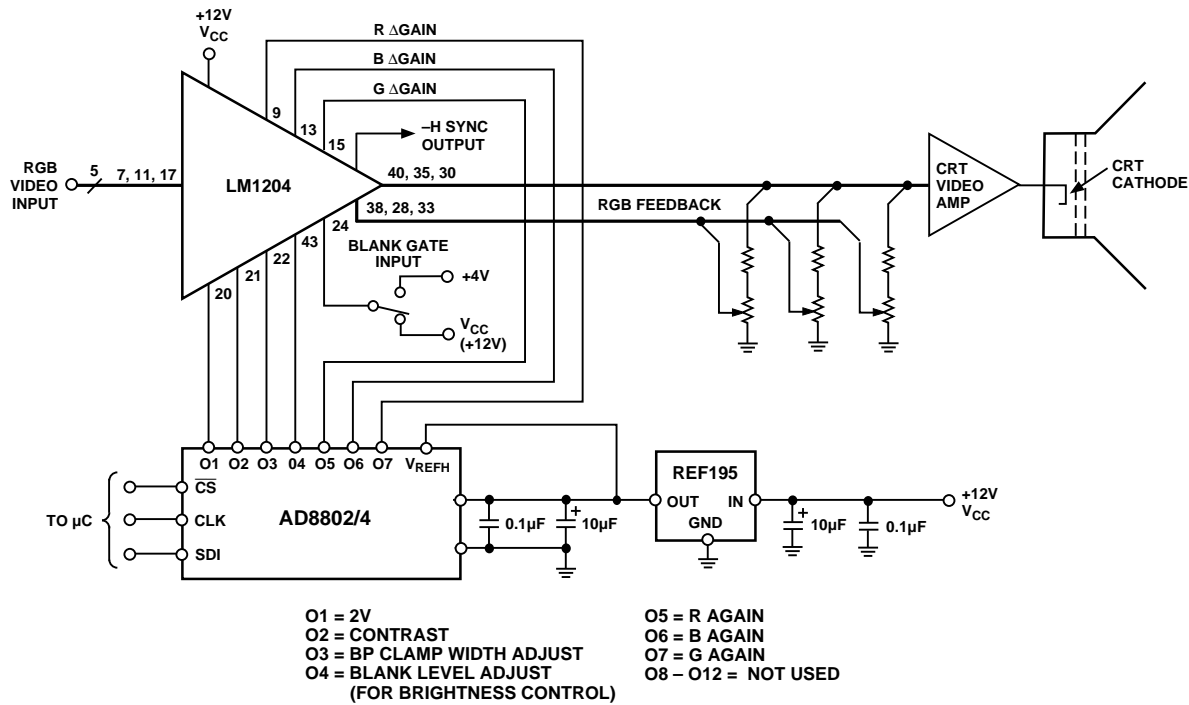 +12V
VCC
R ΔGAIN
B ΔGAIN
G ΔGAIN
9
13
15
–H SYNC
OUTPUT
RGB
VIDEO
INPUT
5
7, 11, 17
LM1204
40, 35, 30
38, 28, 33
RGB FEEDBACK
CRT
VIDEO
AMP
CRT
CATHODE
24
43
22
21
20
BLANK GATE
INPUT
+4V
VCC
(+12V)
O1 O2 O3 04 O5 O6 O7 VREFH
TO µC
CS
CLK
SDI
AD8802/4
0.1µF
10µF
REF195
OUT
IN
GND
10µF
0.1µF
+12V
VCC
O1 = 2V
O2 = CONTRAST
O3 = BP CLAMP WIDTH ADJUST
O4 = BLANK LEVEL ADJUST
(FOR BRIGHTNESS CONTROL)
O5 = R AGAIN
O6 = B AGAIN
O7 = G AGAIN
O8 – O12 = NOT USED